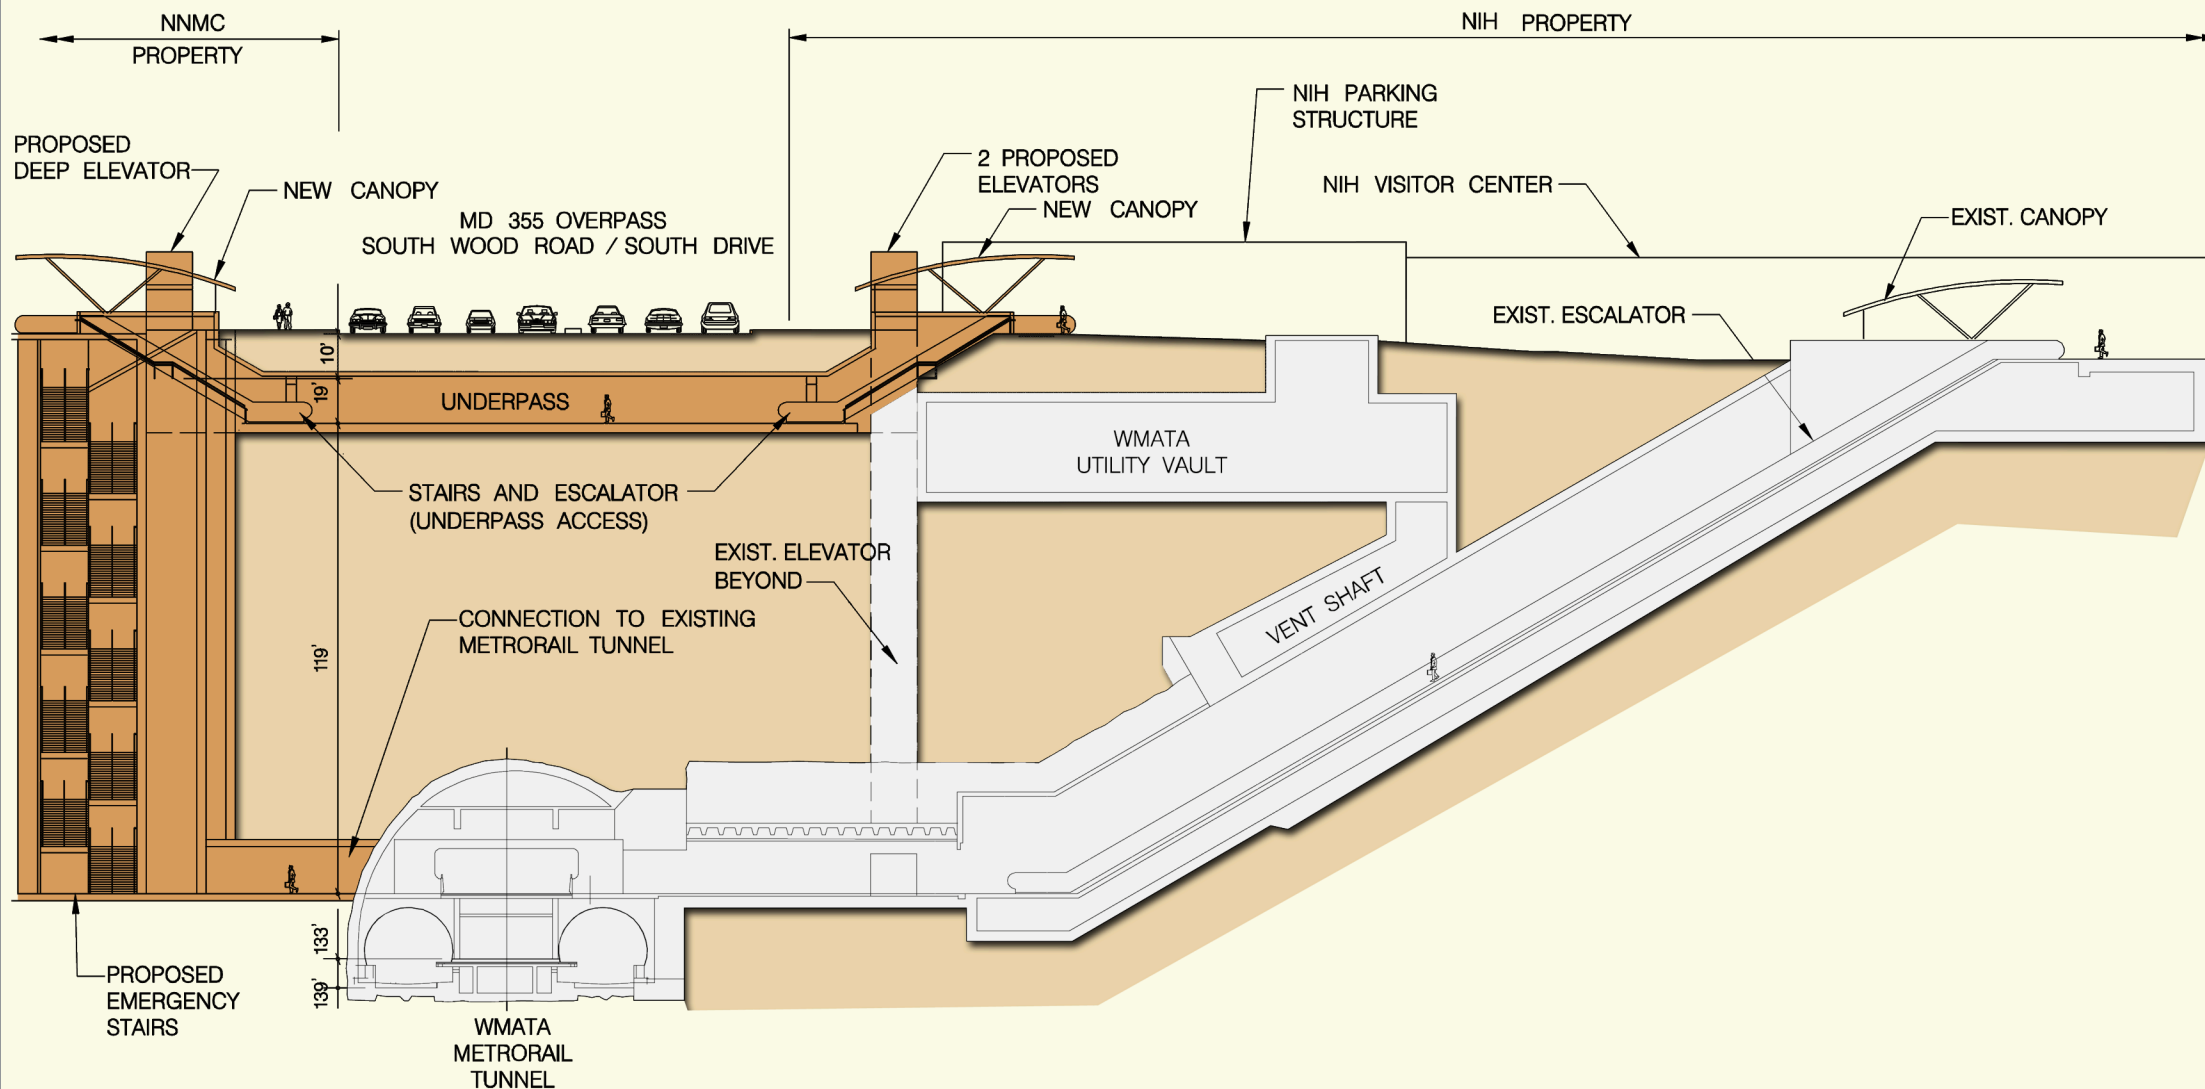 NNMC
PROPERTY
NIH PROPERTY
NIH PARKING
STRUCTURE
PROPOSED
DEEP ELEVATOR
NEW CANOPY
2 PROPOSED
ELEVATORS
NEW CANOPY
NIH VISITOR CENTER
EXIST. CANOPY
MD 355 OVERPASS
SOUTH WOOD ROAD / SOUTH DRIVE
EXIST. ESCALATOR
10'
19'
UNDERPASS
WMATA
UTILITY VAULT
STAIRS AND ESCALATOR
(UNDERPASS ACCESS)
EXIST. ELEVATOR
BEYOND
VENT SHAFT
CONNECTION TO EXISTING
METRORAIL TUNNEL
119'
133'
139'
PROPOSED
EMERGENCY
STAIRS
WMATA
METRORAIL
TUNNEL